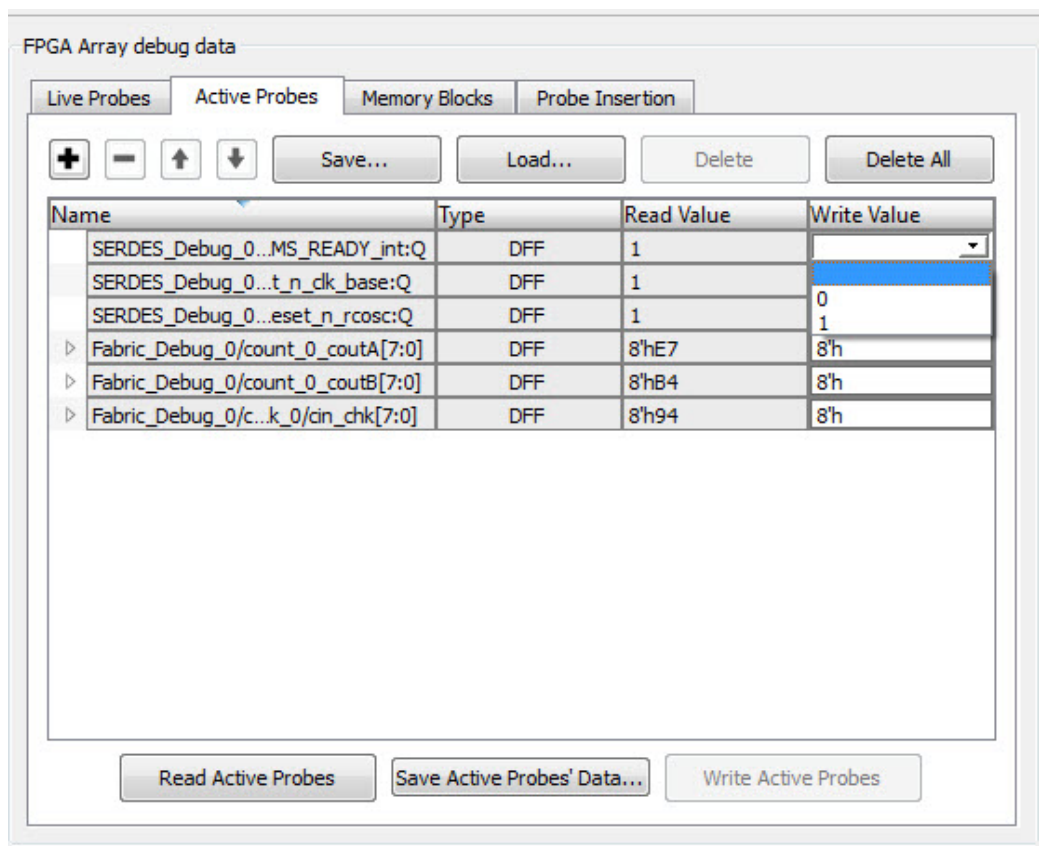 FPGA Array debug data
Live Probes Active Probes Memory Blocks Probe Insertion
Save... Load... Delete Delete All
Name Type Read Value Write Value
SERDES_Debug_0...MS_READY_int:Q DFF 1
SERDES_Debug_0...t_n_clk_base:Q DFF 1
0
SERDES_Debug_0...eset_n_rcosc:Q DFF 1
1
Fabric_Debug_0/count_0_coutA[7:0] DFF 8'hE7 8'h
Fabric_Debug_0/count_0_coutB[7:0] DFF 8'hB4 8'h
Fabric_Debug_0/c...k_0/cin_chk[7:0] DFF 8'h94 8'h
Read Active Probes Save Active Probes' Data... Write Active Probes